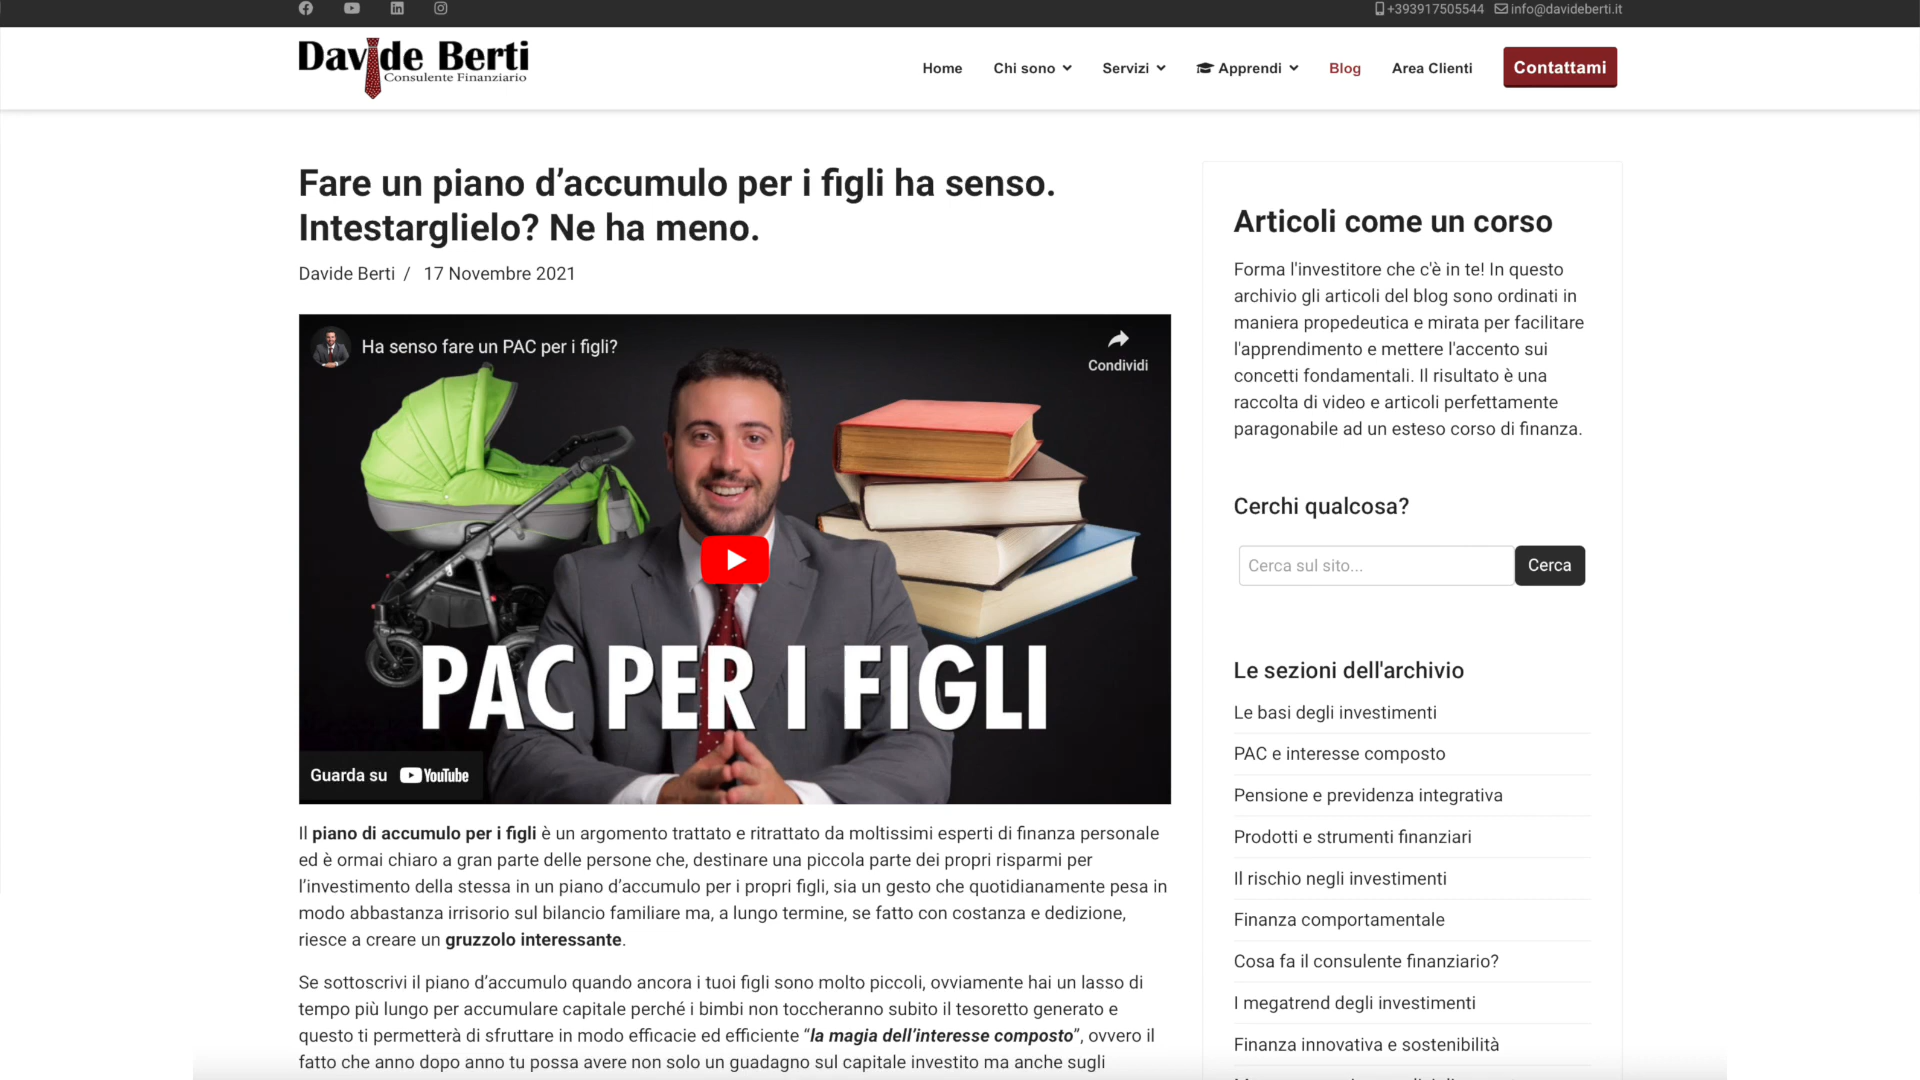 +393917505544 info@davideberti.it
Davide Berti
Consulente Finanziario
Home Chi sono Servizi Apprendi Blog Area Clienti Contattami
Fare un piano d’accumulo per i figli ha senso.
Intestarglielo? Ne ha meno.
Davide Berti / 17 Novembre 2021
Ha senso fare un PAC per i figli?
Condividi
PAC PER I FIGLI
Guarda su YouTube
Il piano di accumulo per i figli è un argomento trattato e ritrattato da moltissimi esperti di finanza personale
ed è ormai chiaro a gran parte delle persone che, destinare una piccola parte dei propri risparmi per
l’investimento della stessa in un piano d’accumulo per i propri figli, sia un gesto che quotidianamente pesa in
modo abbastanza irrisorio sul bilancio familiare ma, a lungo termine, se fatto con costanza e dedizione,
riesce a creare un gruzzolo interessante.
Se sottoscrivi il piano d’accumulo quando ancora i tuoi figli sono molto piccoli, ovviamente hai un lasso di
tempo più lungo per accumulare capitale perché i bimbi non toccheranno subito il tesoretto generato e
questo ti permetterà di sfruttare in modo efficacie ed efficiente “la magia dell’interesse composto”, ovvero il
fatto che anno dopo anno tu possa avere non solo un guadagno sul capitale investito ma anche sugli
Articoli come un corso
Forma l'investitore che c'è in te! In questo
archivio gli articoli del blog sono ordinati in
maniera propedeutica e mirata per facilitare
l'apprendimento e mettere l'accento sui
concetti fondamentali. Il risultato è una
raccolta di video e articoli perfettamente
paragonabile ad un esteso corso di finanza.
Cerchi qualcosa?
Cerca sul sito... Cerca
Le sezioni dell'archivio
Le basi degli investimenti
PAC e interesse composto
Pensione e previdenza integrativa
Prodotti e strumenti finanziari
Il rischio negli investimenti
Finanza comportamentale
Cosa fa il consulente finanziario?
I megatrend degli investimenti
Finanza innovativa e sostenibilità